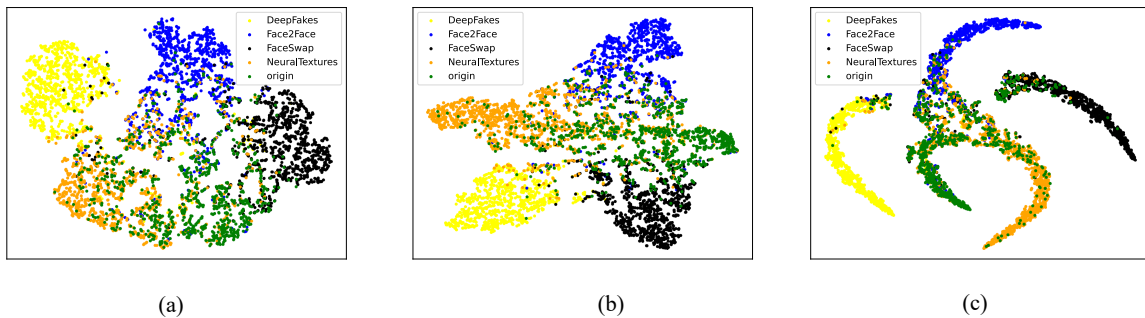 DeepFakes
Face2Face
FaceSwap
NeuralTextures
origin
DeepFakes
Face2Face
FaceSwap
NeuralTextures
origin
DeepFakes
Face2Face
FaceSwap
NeuralTextures
origin
(a)
(b)
(c)